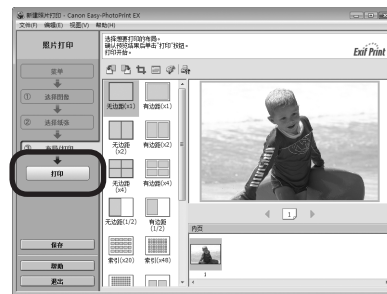 新建照片打印 - Canon Easy-PhotoPrint EX
文件(F) 编辑(E) 视图(V) 帮助(H)
照片打印
选择想要打印的布局。
确认预览结果后单击"打印"按钮。
打印开始。
Exif Print
菜单
① 选择图像
② 选择纸张
③ 布局/打印
打印
保存
帮助
退出
无边距(x1)
有边距(x1)
无边距
(x2)
有边距(x2)
无边距
(x4)
有边距(x4)
无边距(1/2)
有边距
(1/2)
索引(x20)
索引(x48)
1
内页
1